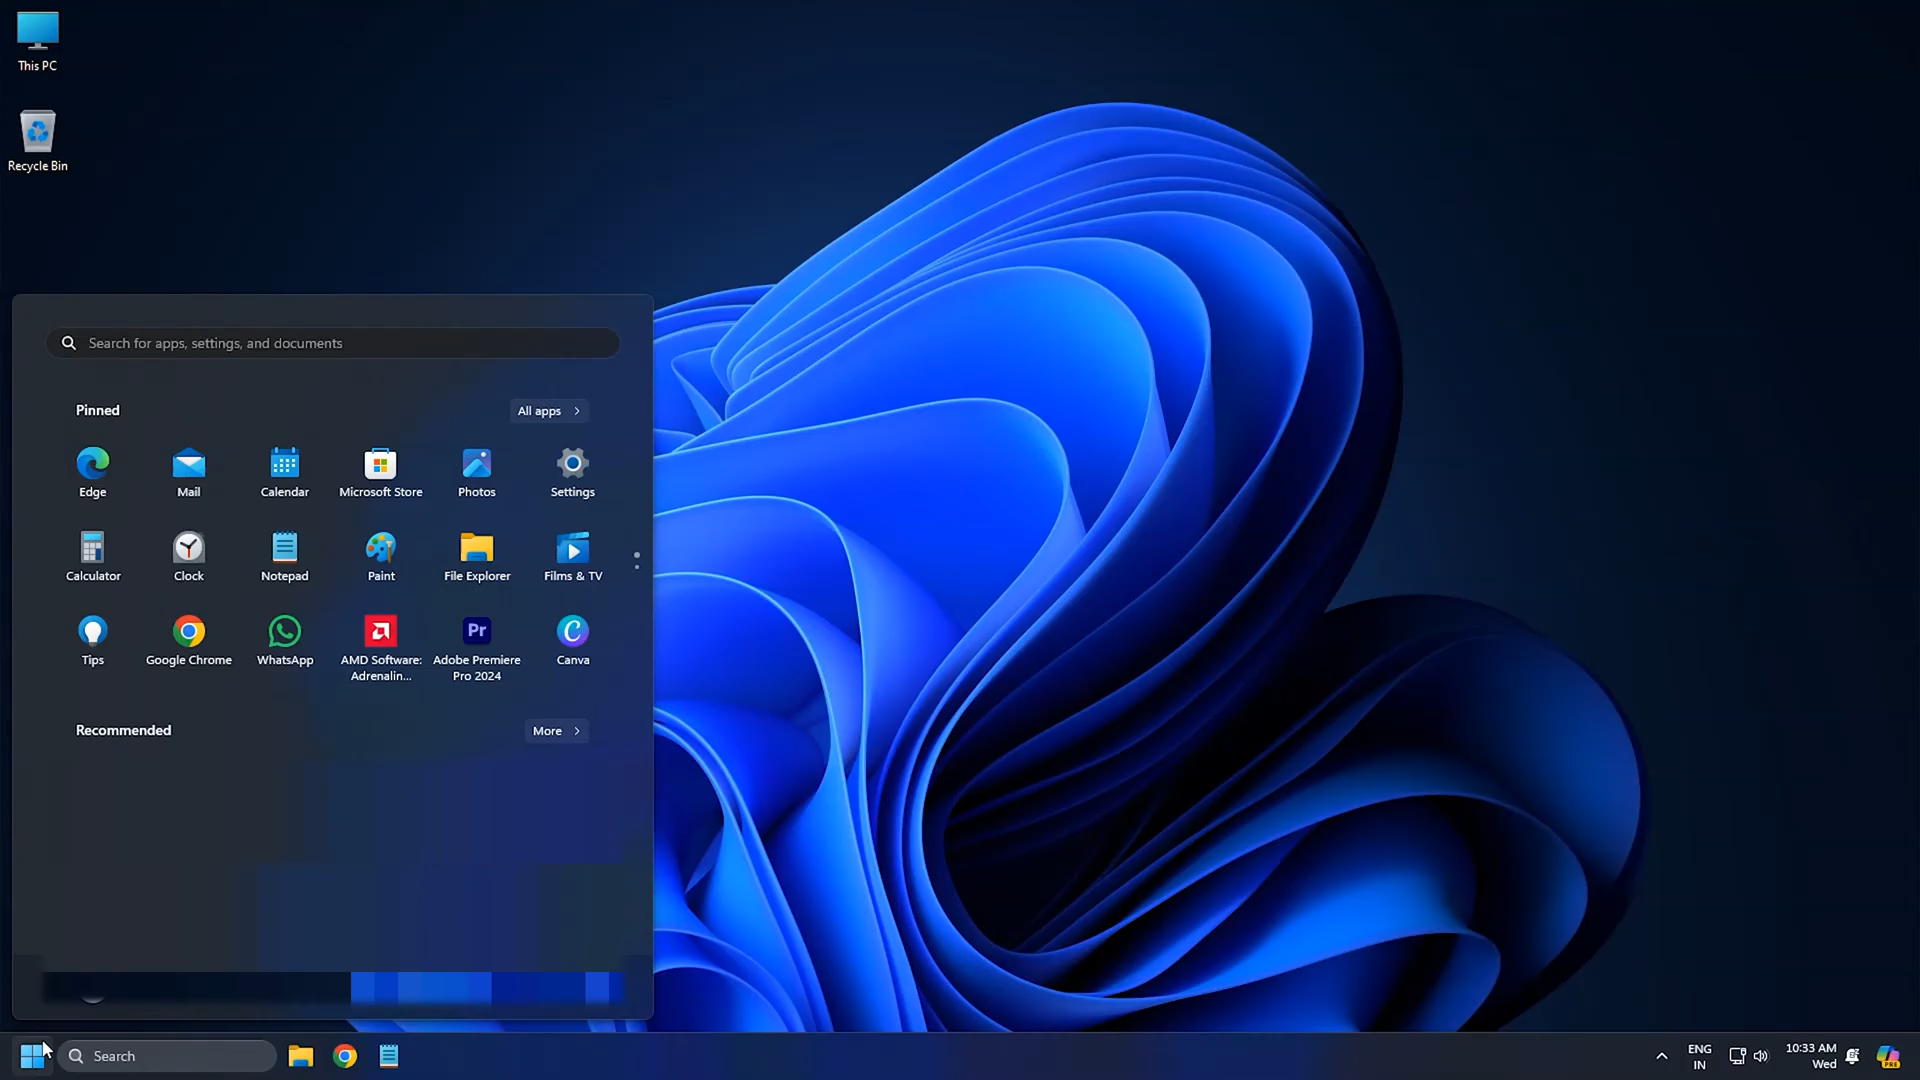 This PC
Recycle Bin
Search for apps, settings, and documents
Pinned
All apps
Edge
Mail
Calendar
Microsoft Store
Photos
Settings
Calculator
Clock
Notepad
Paint
File Explorer
Films & TV
Tips
Google Chrome
WhatsApp
AMD Software:
Adrenalin...
Pr
Adobe Premiere
Pro 2024
C
Canva
Recommended
More
Search
ENG
IN
10:33 AM
Wed
PRE